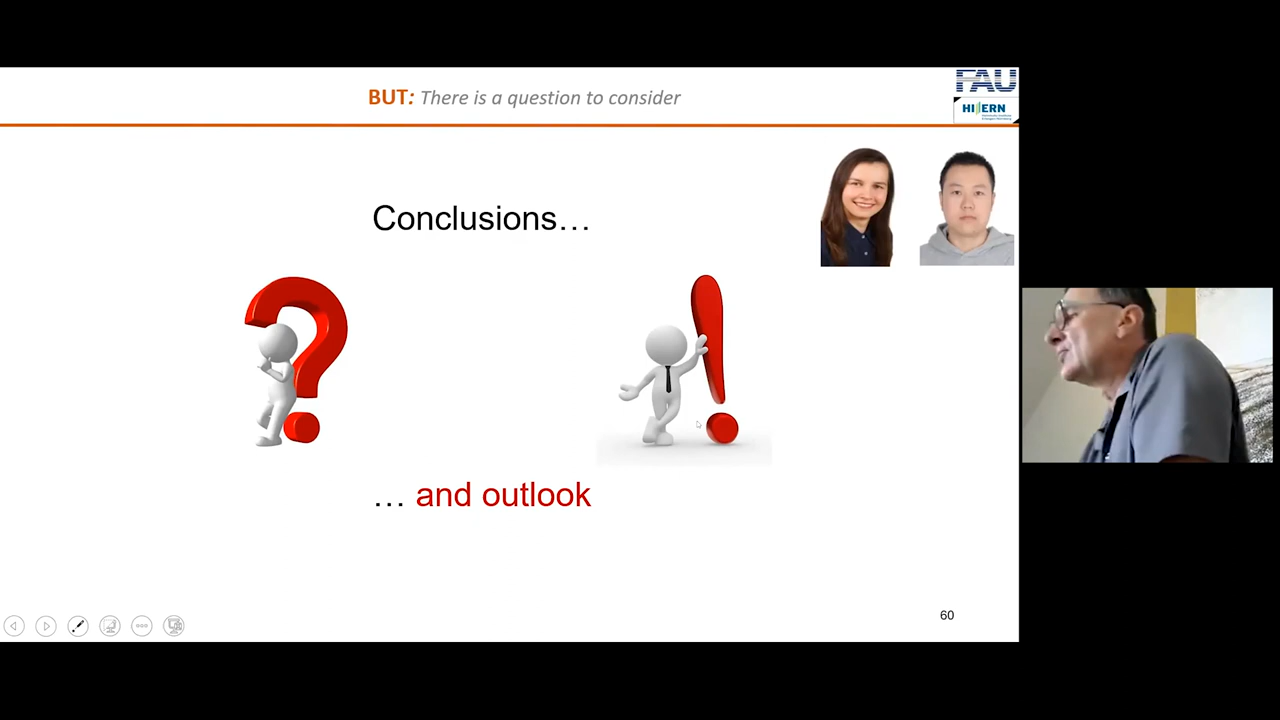 BUT: There is a question to consider
FAU
HI ERN
Conclusions…
… and outlook
60